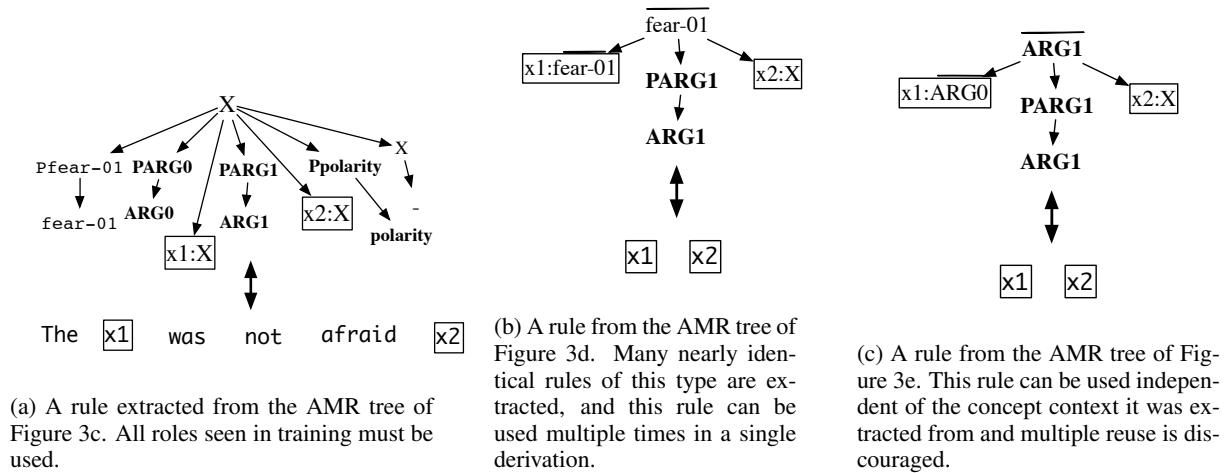 X
Pfear-01 PARG0 PARG1 Ppolarity X
fear-01 ARG0 ARG1 x2:X -
x1:X polarity
The x1 was not afraid x2
(a) A rule extracted from the AMR tree of
Figure 3c. All roles seen in training must be
used.
fear-01
x1:fear-01 PARG1 x2:X
ARG1
x1 x2
(b) A rule from the AMR tree of
Figure 3d. Many nearly iden-
tical rules of this type are ex-
tracted, and this rule can be
used multiple times in a single
derivation.
ARG1
x1:ARG0 PARG1 x2:X
ARG1
x1 x2
(c) A rule from the AMR tree of Fig-
ure 3e. This rule can be used indepen-
dent of the concept context it was ex-
tracted from and multiple reuse is dis-
couraged.